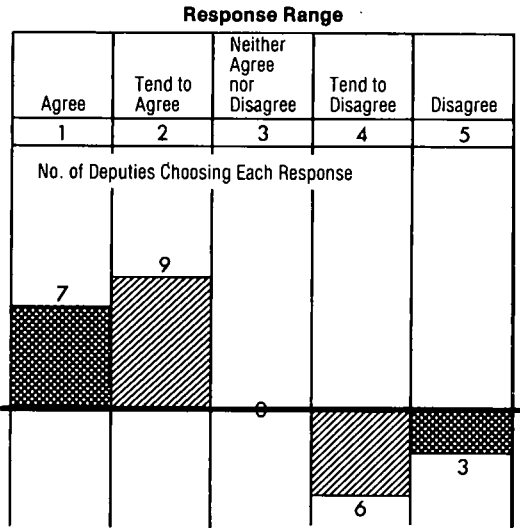 Response Range
Agree
Tend to
Agree
Neither
Agree
nor
Disagree
Tend to
Disagree
Disagree
1 2 3 4 5
No. of Deputies Choosing Each Response
7
9
0
6
3